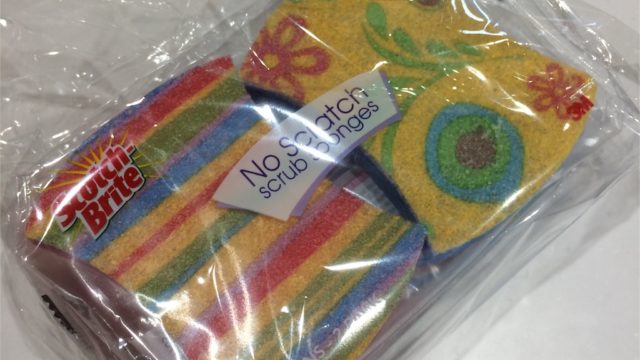 Scotch-
Brite
No Scratch
scrub sponges
3M